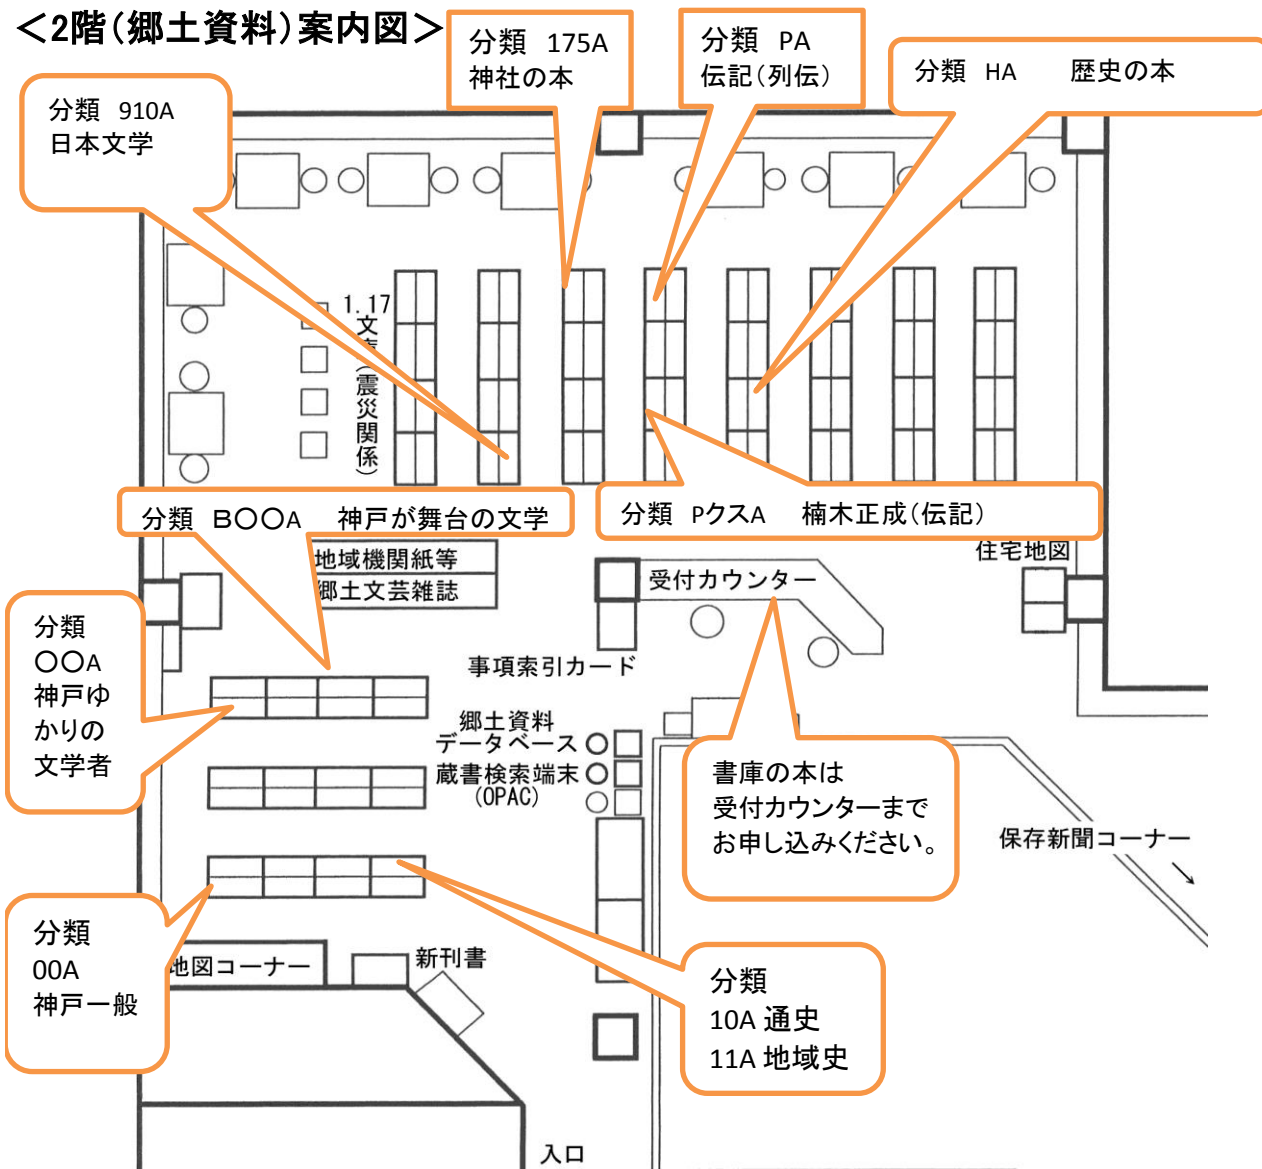 ＜2階（郷土資料）案内図＞
分類 175A
神社の本
分類 PA
伝記（列伝）
分類 HA 歴史の本
分類 910A
日本文学
1.17
文庫（震災関係）
分類 B〇〇A 神戸が舞台の文学
分類 PクスA 楠木正成（伝記）
住宅地図
地域機関紙等
郷土文芸雑誌
受付カウンター
分類
〇〇A
神戸ゆ
かりの
文学者
事項索引カード
郷土資料
データベース
蔵書検索端末
(OPAC)
書庫の本は
受付カウンターまで
お申し込みください。
保存新聞コーナー
→
分類
00A
神戸一般
地図コーナー
新刊書
分類
10A 通史
11A 地域史
入口